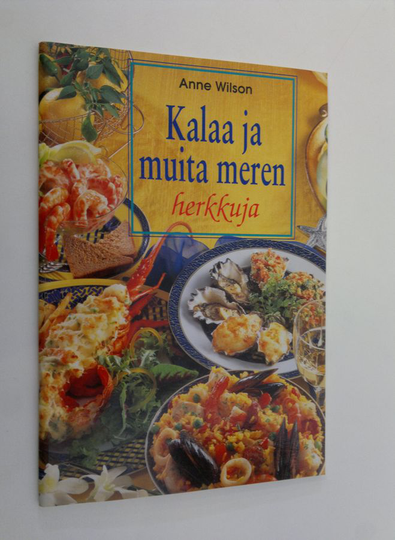 Anne Wilson
Kalaa ja
muita meren
herkkuja